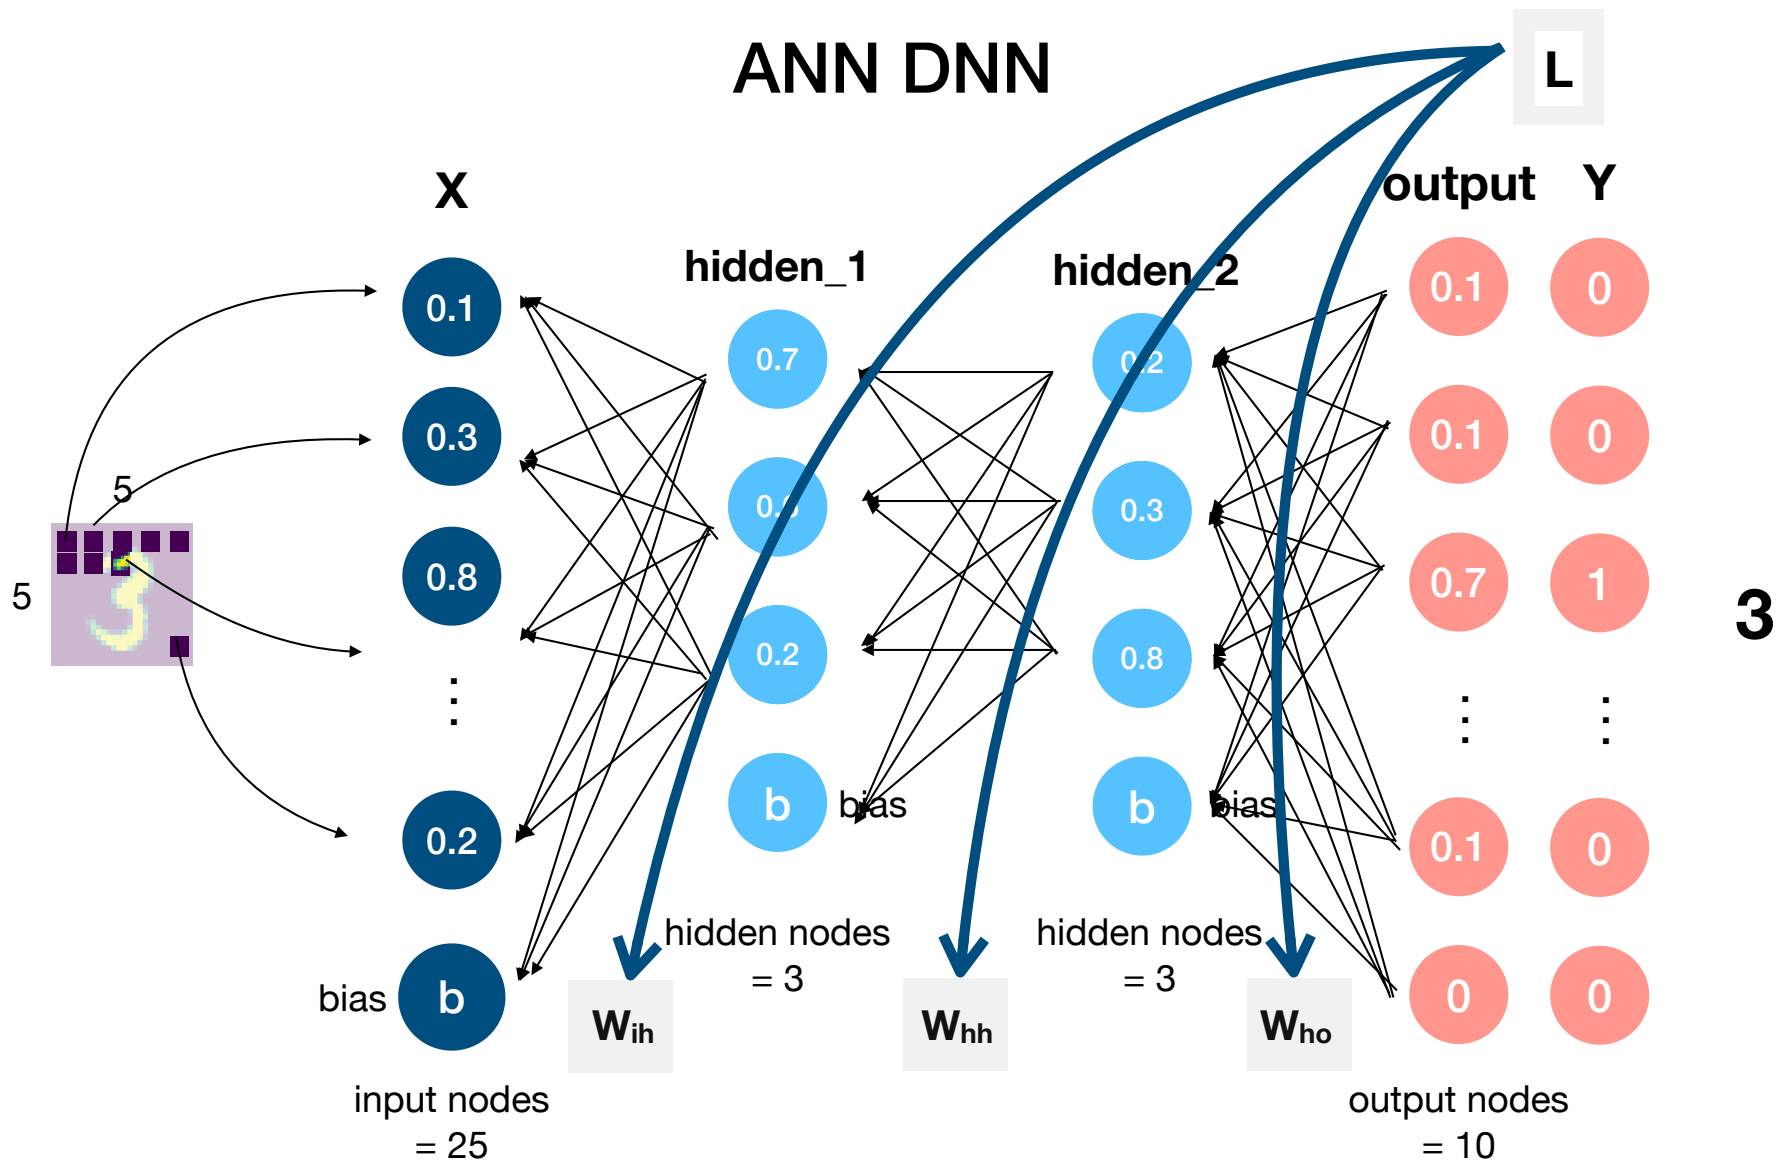 ANN DNN
L
X
output
Y
hidden_1
hidden_2
0.1
0.3
0.8
0.2
b
bias
5
5
0.7
0.2
b
bias
0.2
0.3
0.8
b
bias
0.1
0.1
0.7
0.1
0
0
0
1
0
0
3
hidden nodes
= 3
hidden nodes
= 3
Wih
Whh
Who
input nodes
= 25
output nodes
= 10